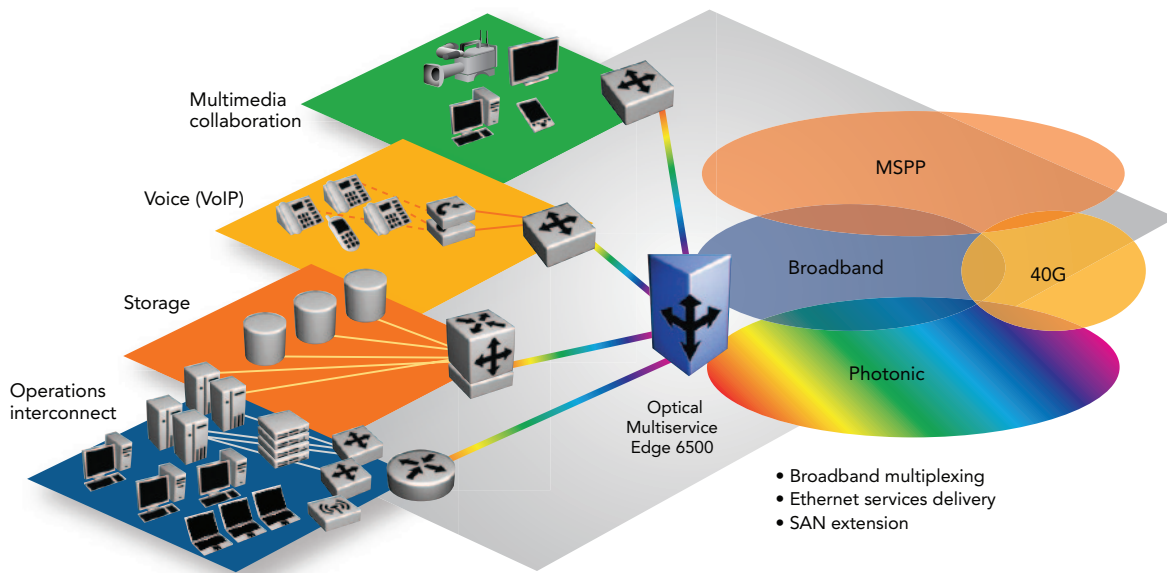 Multimedia
collaboration
Voice (VoIP)
Storage
Operations
interconnect
Optical
Multiservice
Edge 6500
MSPP
Broadband
40G
Photonic
• Broadband multiplexing
• Ethernet services delivery
• SAN extension